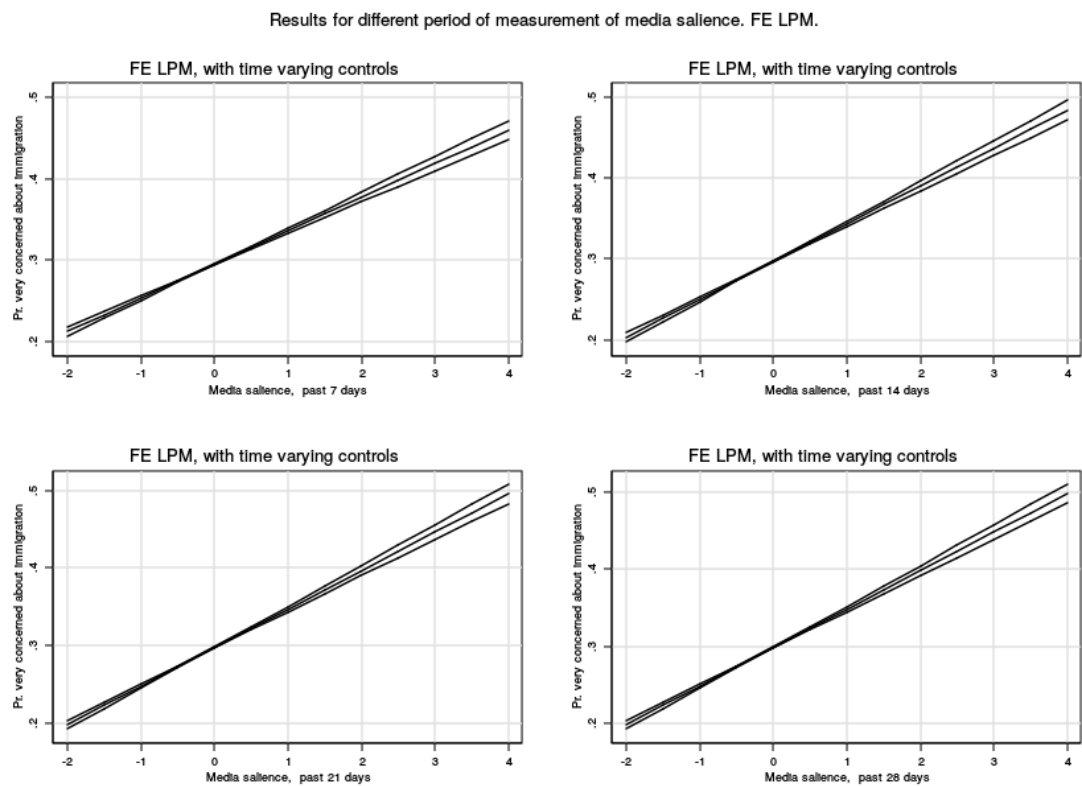 Results for different period of measurement of media salience. FE LPM.
FE LPM, with time varying controls
Pr. very concerned about immigration
.5
.4
.3
.2
-2 -1 0 1 2 3 4
Media salience, past 7 days
FE LPM, with time varying controls
Pr. very concerned about immigration
.5
.4
.3
.2
-2 -1 0 1 2 3 4
Media salience, past 14 days
FE LPM, with time varying controls
Pr. very concerned about immigration
.5
.4
.3
.2
-2 -1 0 1 2 3 4
Media salience, past 21 days
FE LPM, with time varying controls
Pr. very concerned about immigration
.5
.4
.3
.2
-2 -1 0 1 2 3 4
Media salience, past 28 days